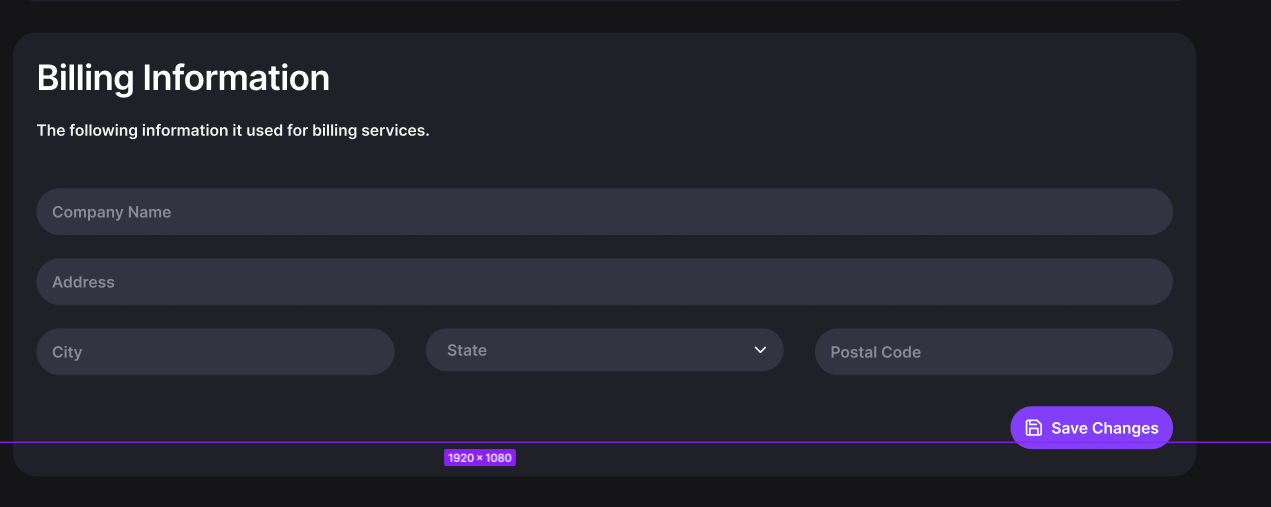 Billing Information
The following information it used for billing services.
Company Name
Address
City
State
Postal Code
Save Changes
1920 × 1080